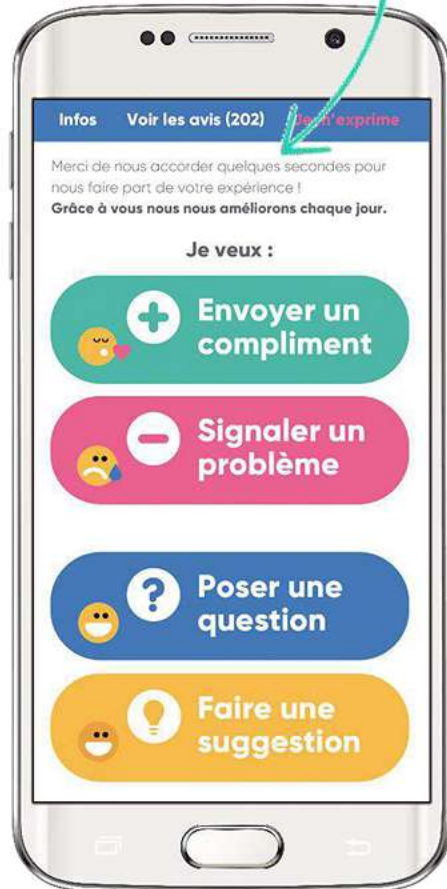 Infos Voir les avis (202) Je m'exprime
Merci de nous accorder quelques secondes pour
nous faire part de votre expérience !
Grâce à vous nous nous améliorons chaque jour.
Je veux :
Envoyer un
compliment
Signaler un
problème
?
Poser une
question
Faire une
suggestion